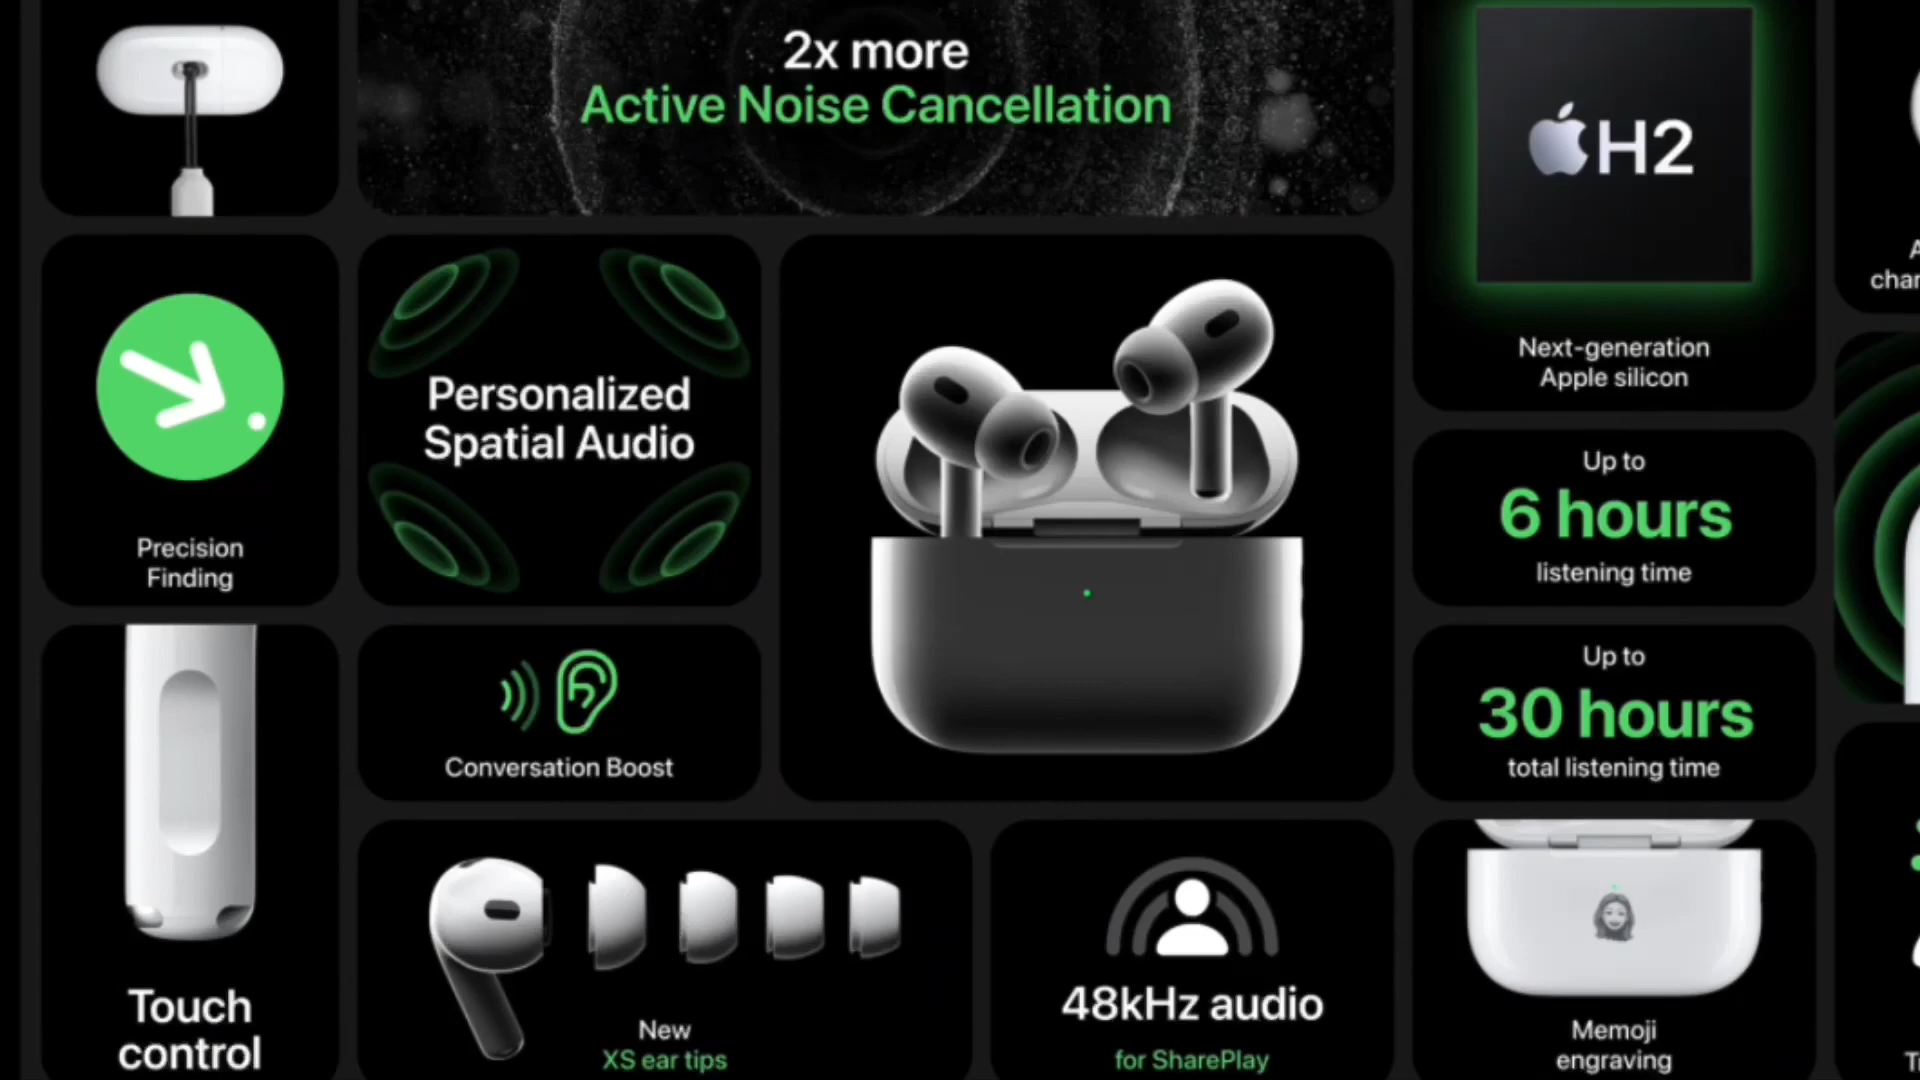 2x more
Active Noise Cancellation
H2
Next-generation
Apple silicon
Precision
Finding
Personalized
Spatial Audio
Up to
6 hours
listening time
Conversation Boost
Up to
30 hours
total listening time
Touch
control
New
XS ear tips
48kHz audio
for SharePlay
Memoji
engraving